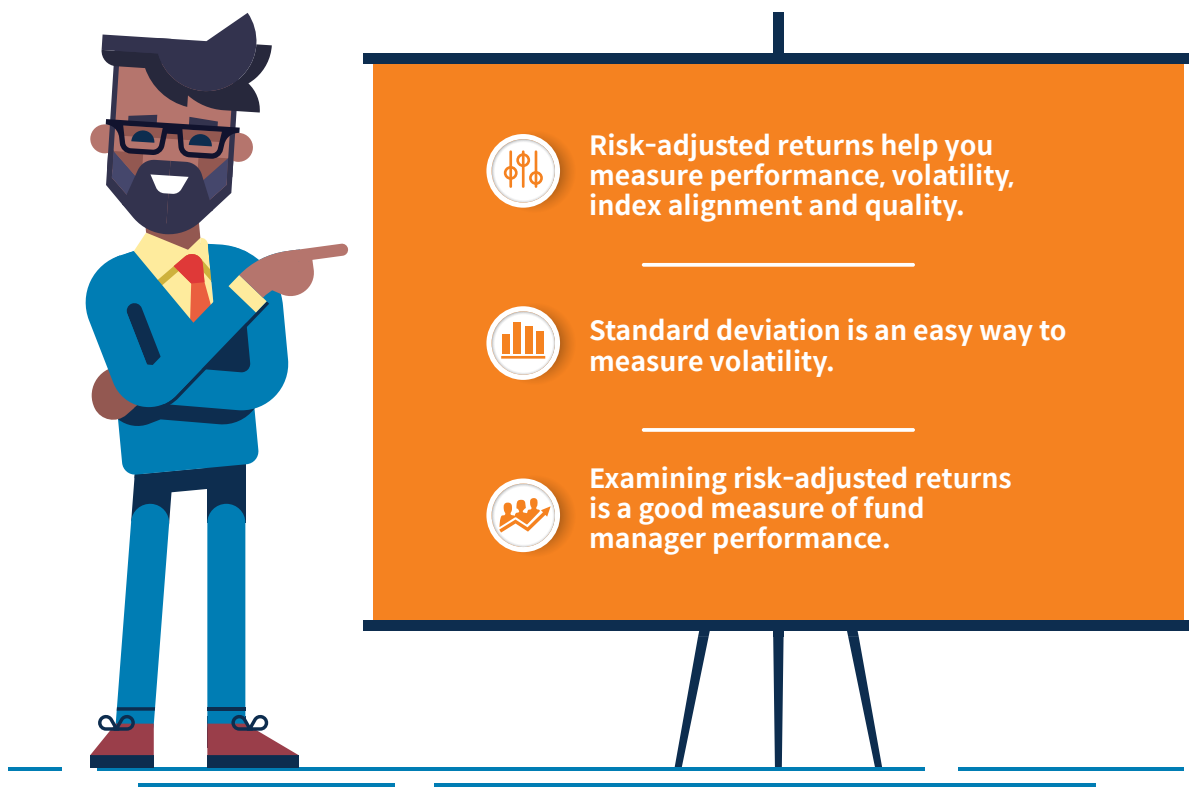 Risk-adjusted returns help you
measure performance, volatility,
index alignment and quality.
Standard deviation is an easy way to
measure volatility.
Examining risk-adjusted returns
is a good measure of fund
manager performance.